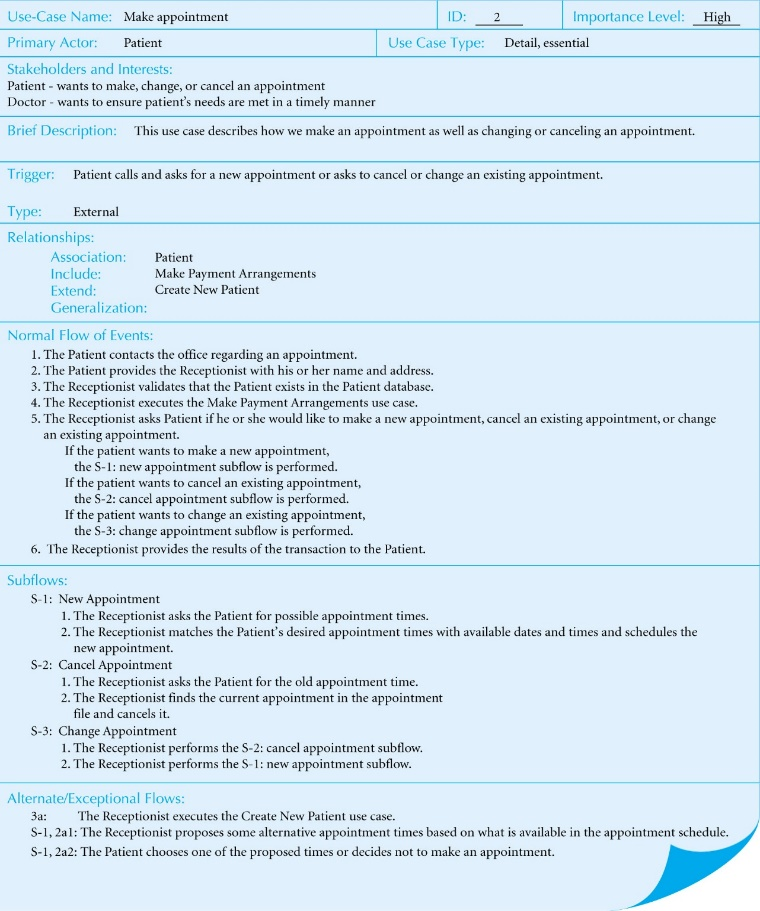 Use-Case Name: Make appointment ID: 2 Importance Level: High
Primary Actor: Patient Use Case Type: Detail, essential
Stakeholders and Interests:
Patient - wants to make, change, or cancel an appointment
Doctor - wants to ensure patient's needs are met in a timely manner
Brief Description: This use case describes how we make an appointment as well as changing or canceling an appointment.
Trigger: Patient calls and asks for a new appointment or asks to cancel or change an existing appointment.
Type: External
Relationships:
Association: Patient
Include: Make Payment Arrangements
Extend: Create New Patient
Generalization:
Normal Flow of Events:
1. The Patient contacts the office regarding an appointment.
2. The Patient provides the Receptionist with his or her name and address.
3. The Receptionist validates that the Patient exists in the Patient database.
4. The Receptionist executes the Make Payment Arrangements use case.
5. The Receptionist asks Patient if he or she would like to make a new appointment, cancel an existing appointment, or change
an existing appointment.
If the patient wants to make a new appointment,
the S-1: new appointment subflow is performed.
If the patient wants to cancel an existing appointment,
the S-2: cancel appointment subflow is performed.
If the patient wants to change an existing appointment,
the S-3: change appointment subflow is performed.
6. The Receptionist provides the results of the transaction to the Patient.
Subflows:
S-1: New Appointment
1. The Receptionist asks the Patient for possible appointment times.
2. The Receptionist matches the Patient's desired appointment times with available dates and times and schedules the
new appointment.
S-2: Cancel Appointment
1. The Receptionist asks the Patient for the old appointment time.
2. The Receptionist finds the current appointment in the appointment
file and cancels it.
S-3: Change Appointment
1. The Receptionist performs the S-2: cancel appointment subflow.
2. The Receptionist performs the S-1: new appointment subflow.
Alternate/Exceptional Flows:
3a: The Receptionist executes the Create New Patient use case.
S-1, 2a1: The Receptionist proposes some alternative appointment times based on what is available in the appointment schedule.
S-1, 2a2: The Patient chooses one of the proposed times or decides not to make an appointment.